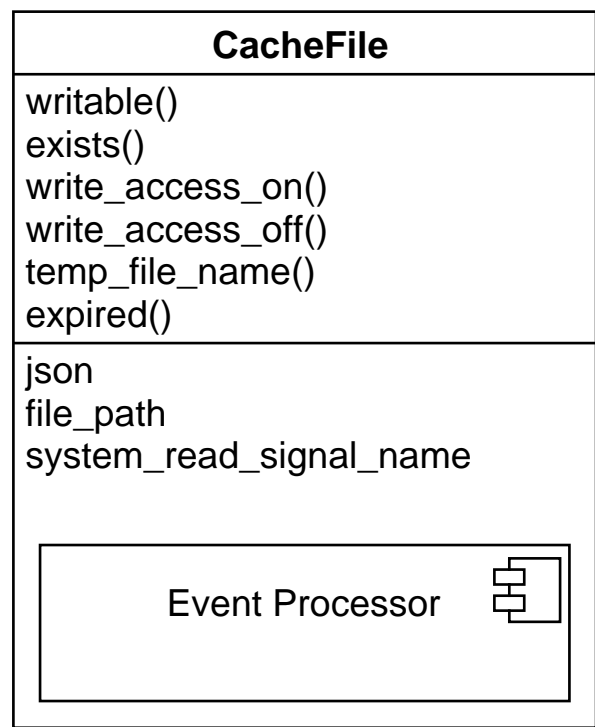 CacheFile
writable()
exists()
write_access_on()
write_access_off()
temp_file_name()
expired()
json
file_path
system_read_signal_name
Event Processor